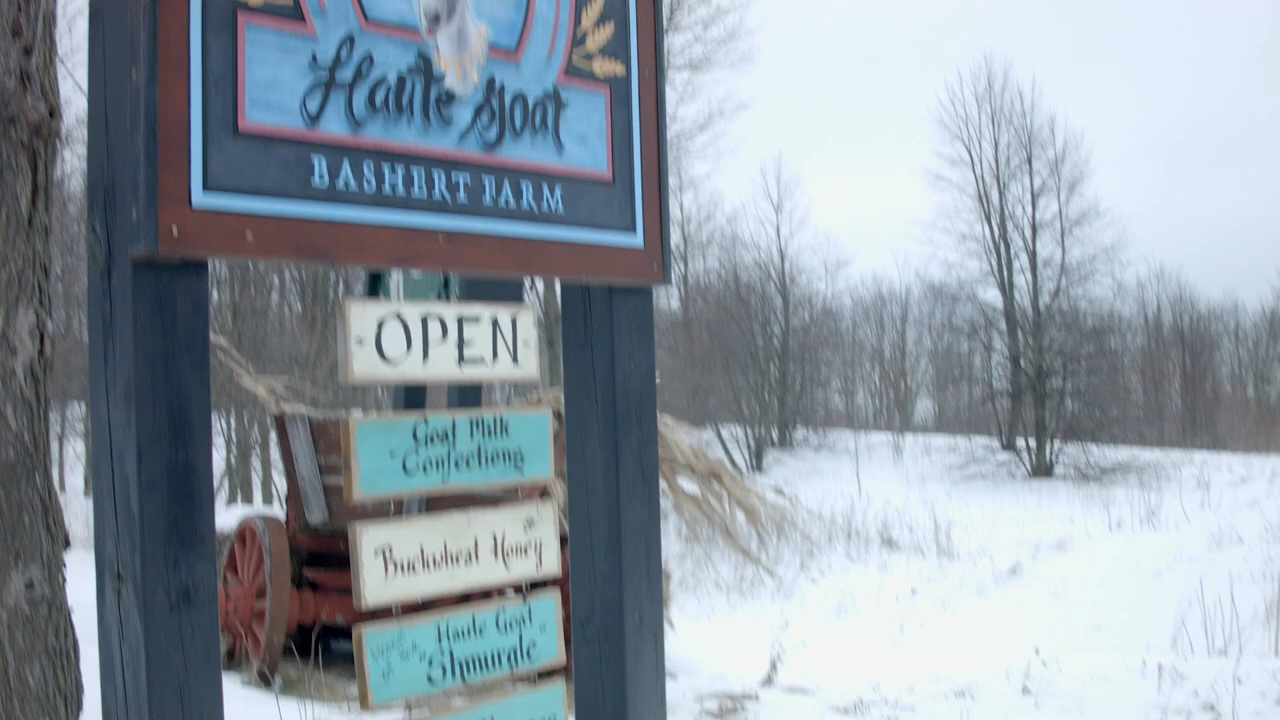 Haute Goat
BASHERT FARM
OPEN
Goat Milk
Confections
Buckwheat Honey
Haute Goat
Shmurgle